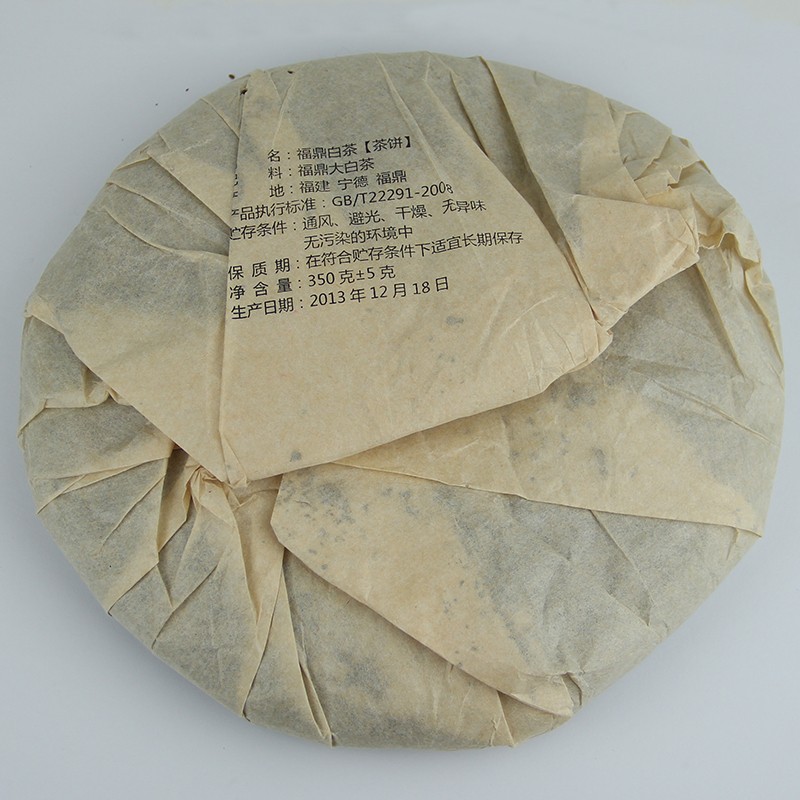 名：福鼎白茶【茶饼】
料：福鼎大白茶
地：福建 宁德 福鼎
产品执行标准：GB/T22291-2008
贮存条件：通风、避光、干燥、无异味
无污染的环境中
保 质 期：在符合贮存条件下适宜长期保存
净 含 量：350克±5克
生产日期：2013年12月18日